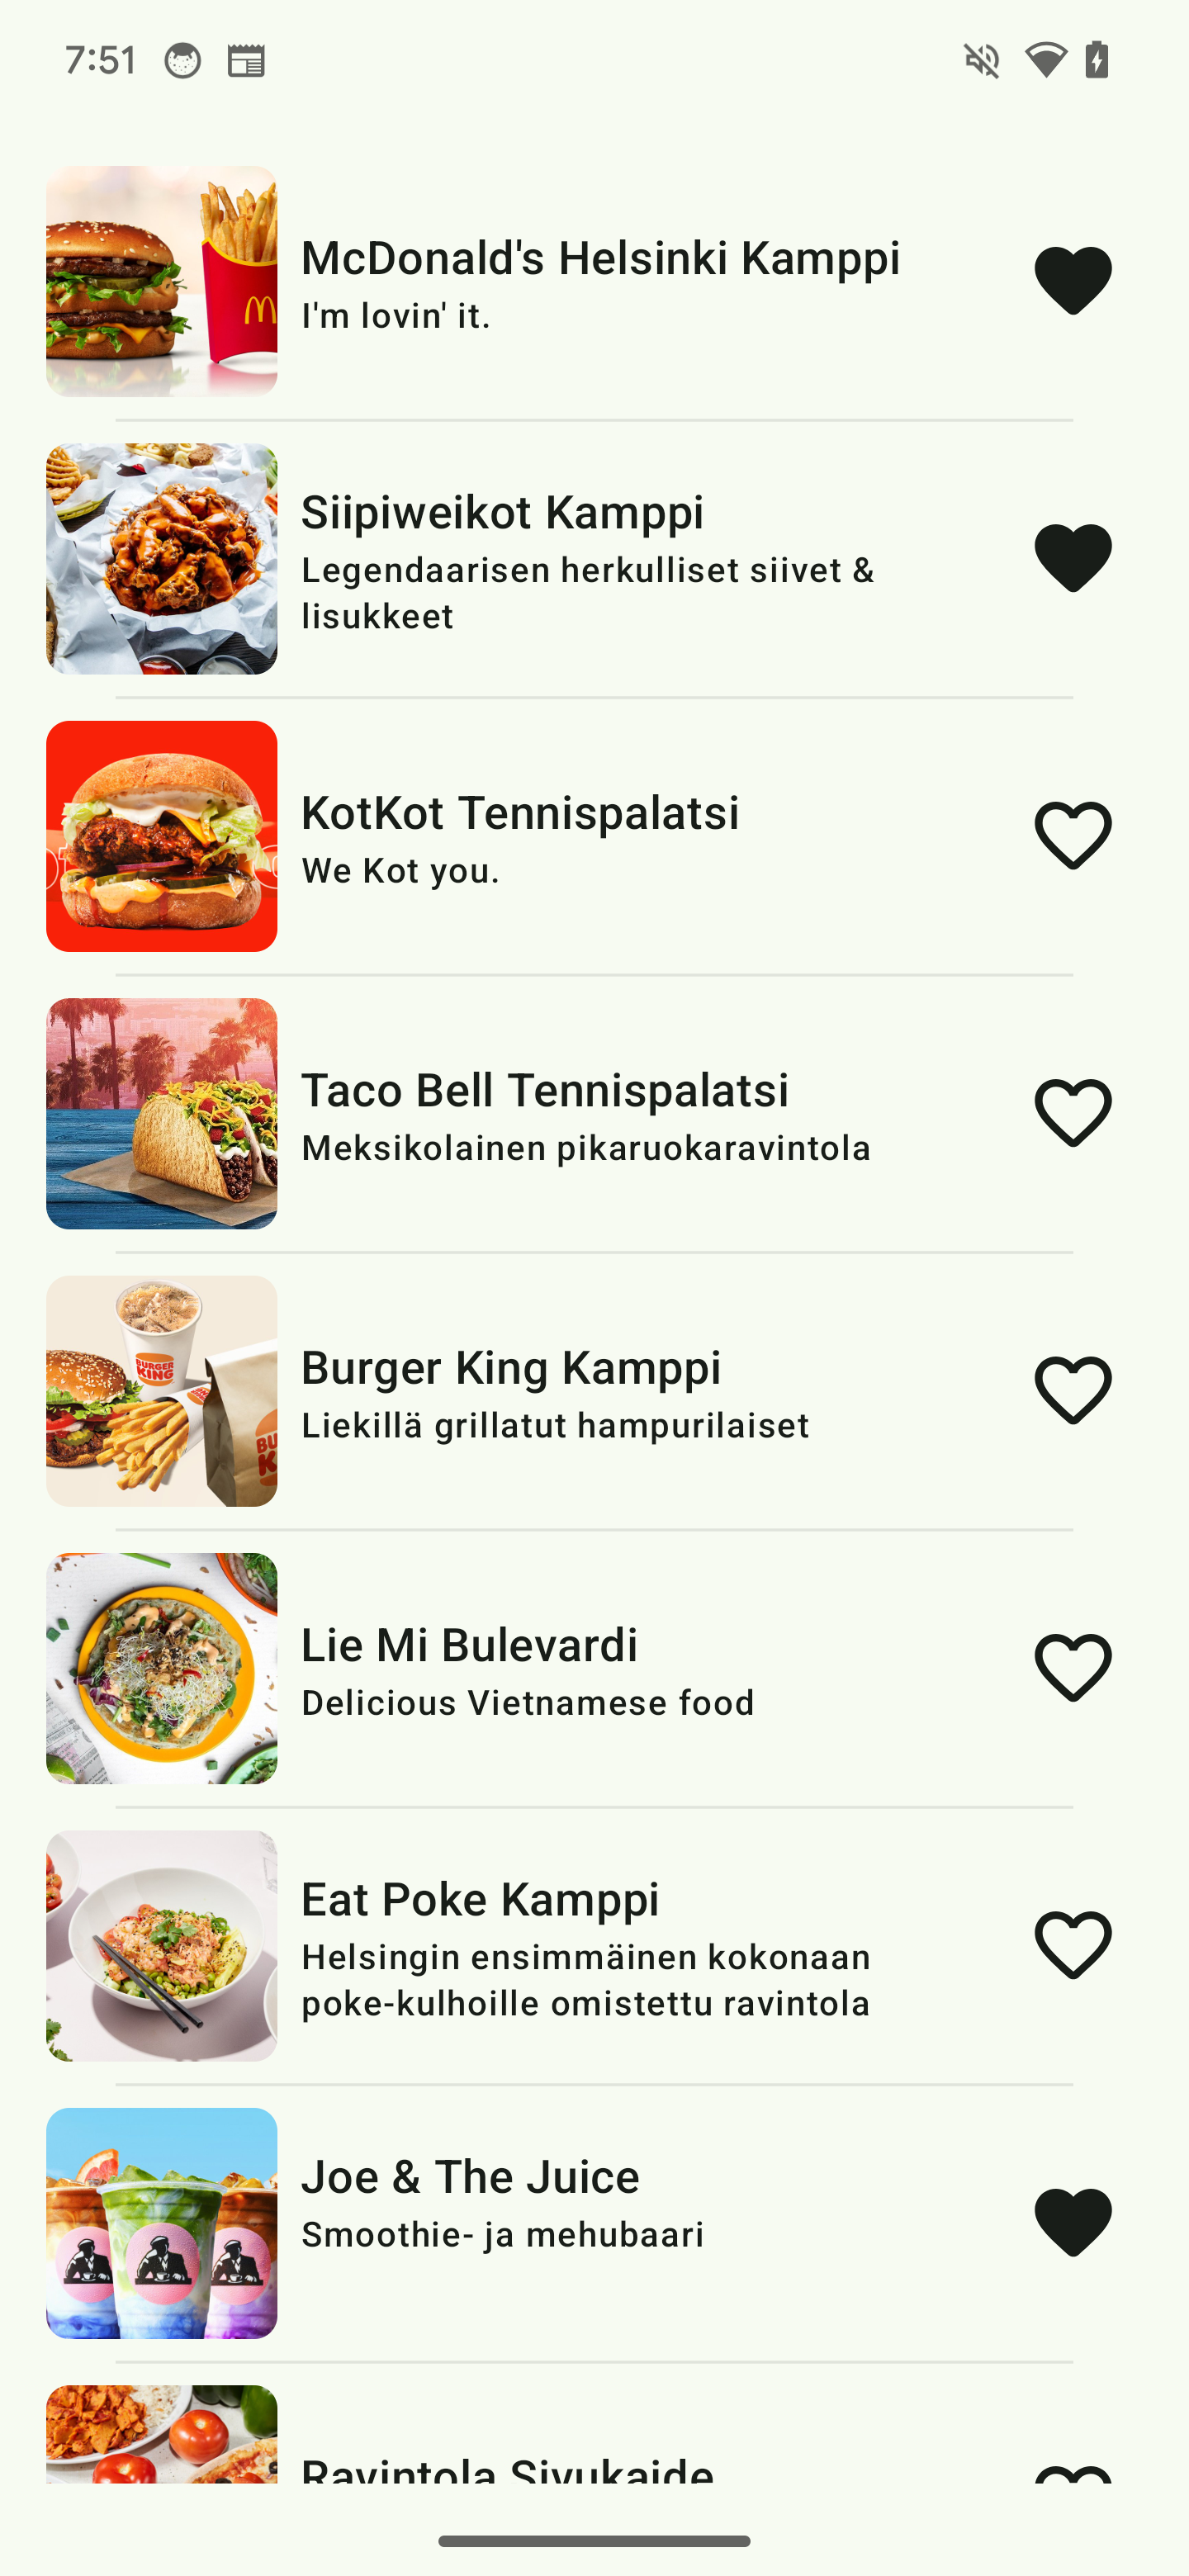 7:51
McDonald's Helsinki Kamppi
I'm lovin' it.
Siipiweikot Kamppi
Legendaarisen herkulliset siivet &
lisukkeet
KotKot Tennispalatsi
We Kot you.
Taco Bell Tennispalatsi
Meksikolainen pikaruokaravintola
BURGER
KING
Burger King Kamppi
Liekillä grillatut hampurilaiset
Lie Mi Bulevardi
Delicious Vietnamese food
Eat Poke Kamppi
Helsingin ensimmäinen kokonaan
poke-kulhoille omistettu ravintola
Joe & The Juice
Smoothie- ja mehubaari
Ravintola Sivukaide